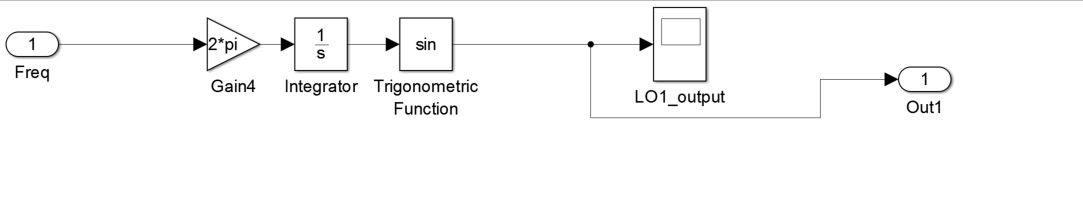 1
Freq
2*pi
Gain4
1
s
Integrator
sin
Trigonometric
Function
LO1_output
1
Out1